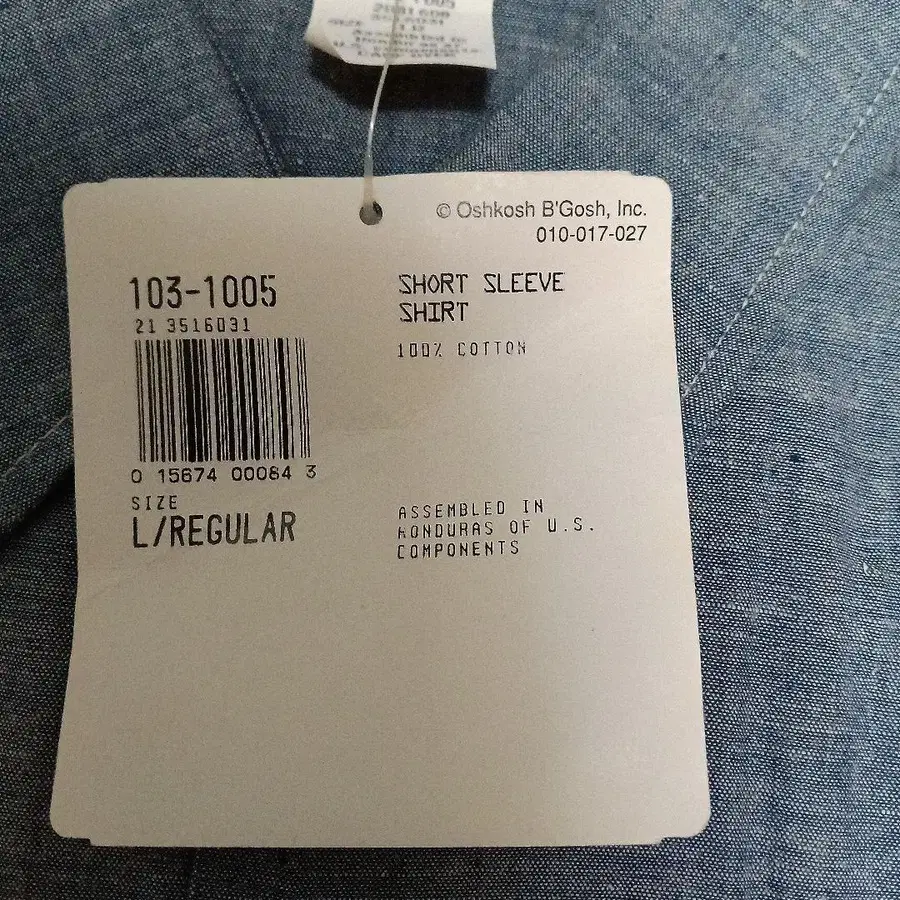 SIZE
© Oshkosh B'Gosh, Inc.
010-017-027
103-1005
21 3516031
0 15674 00084 3
SIZE
L/REGULAR
SHORT SLEEVE
SHIRT
100% COTTON
ASSEMBLED IN
HONDURAS OF U.S.
COMPONENTS